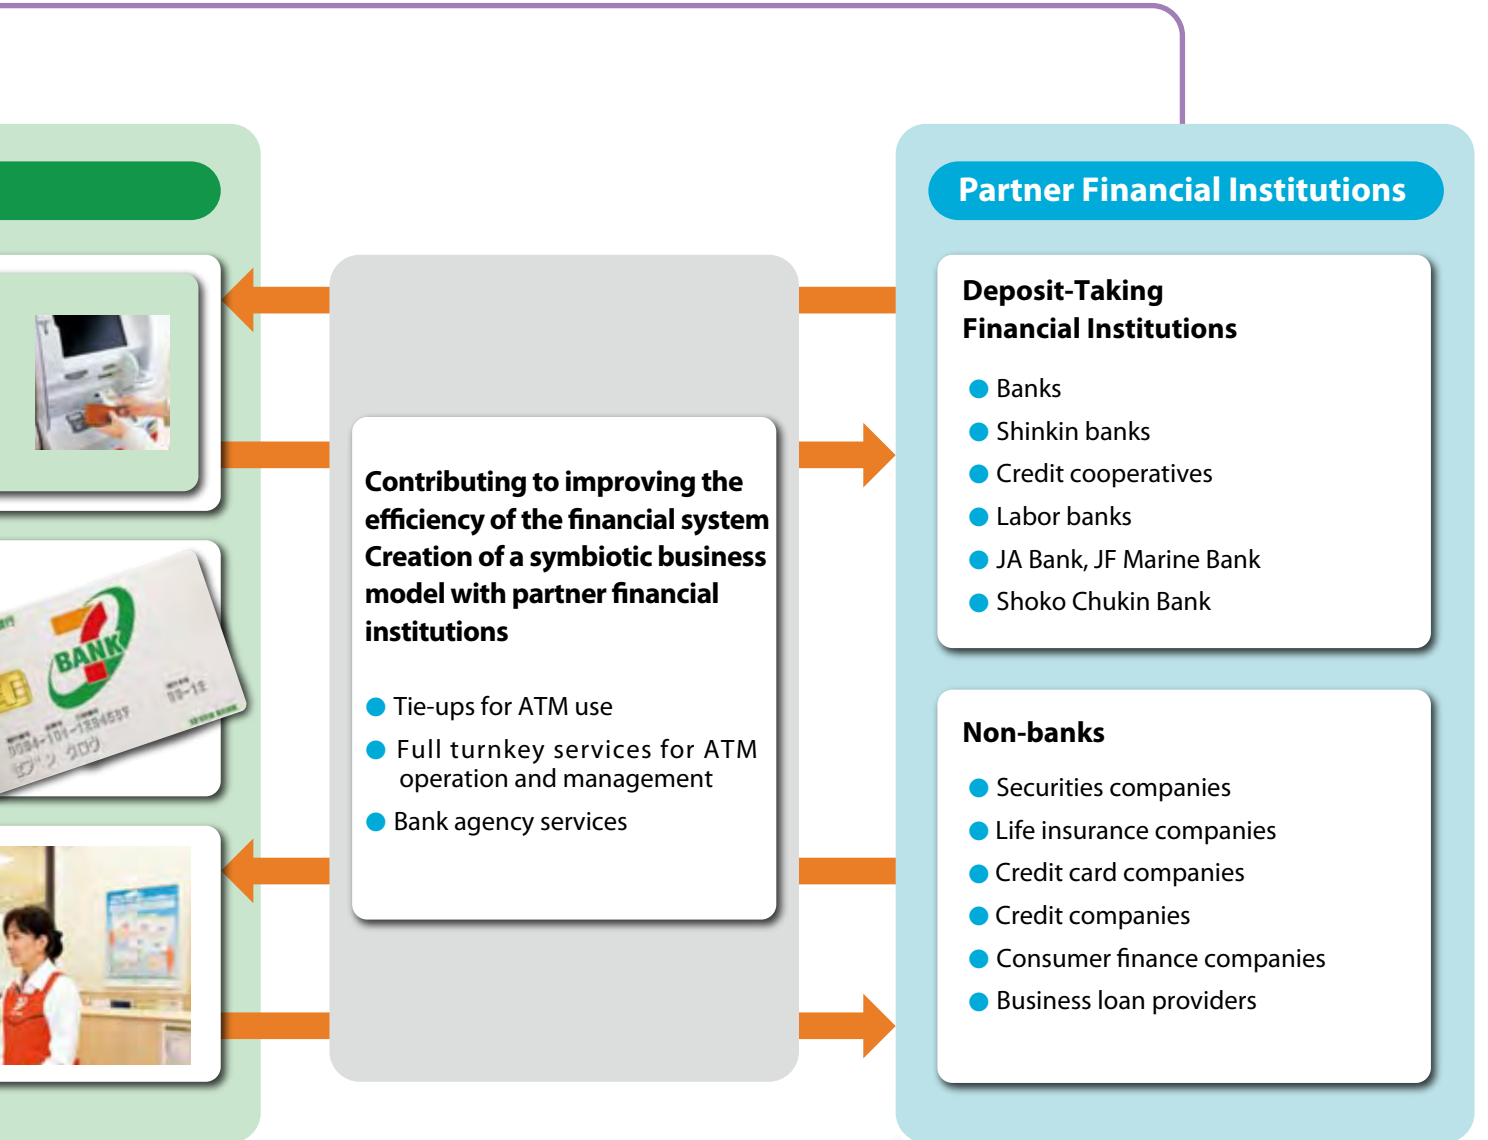 Partner Financial Institutions
Deposit-Taking
Financial Institutions
Banks
Shinkin banks
Credit cooperatives
Labor banks
JA Bank, JF Marine Bank
Shoko Chukin Bank
Contributing to improving the
efficiency of the financial system
Creation of a symbiotic business
model with partner financial
institutions
Tie-ups for ATM use
Full turnkey services for ATM
operation and management
Bank agency services
BANK
Non-banks
Securities companies
Life insurance companies
Credit card companies
Credit companies
Consumer finance companies
Business loan providers